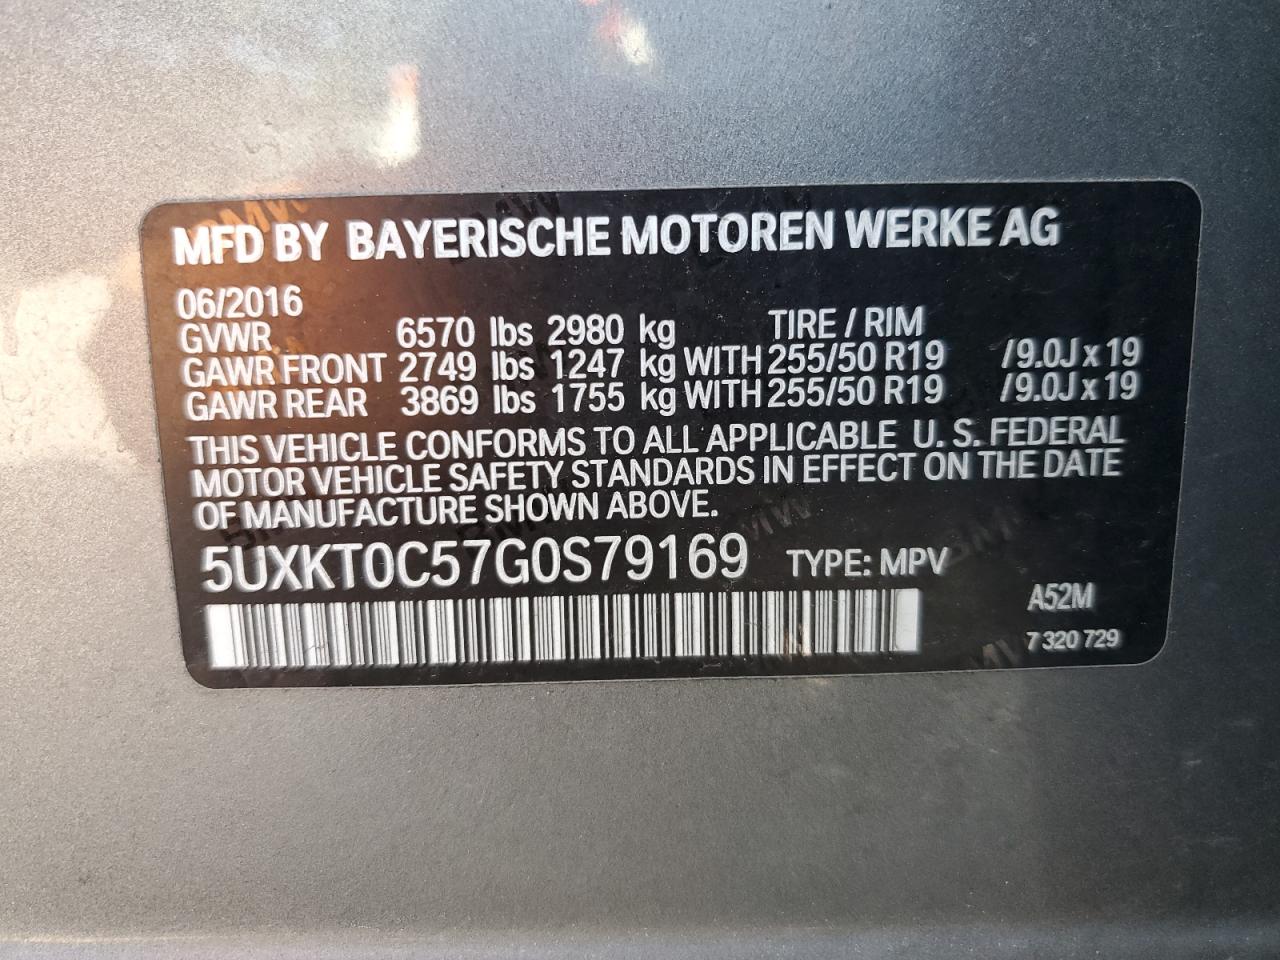 MFD BY BAYERISCHE MOTOREN WERKE AG
06/2016
GVWR 6570 lbs 2980 kg TIRE / RIM
GAWR FRONT 2749 lbs 1247 kg WITH 255/50 R19 /9.0J x 19
GAWR REAR 3869 lbs 1755 kg WITH 255/50 R19 /9.0J x 19
THIS VEHICLE CONFORMS TO ALL APPLICABLE U. S. FEDERAL
MOTOR VEHICLE SAFETY STANDARDS IN EFFECT ON THE DATE
OF MANUFACTURE SHOWN ABOVE.
5UXKT0C57G0S79169 TYPE: MPV
A52M
7 320 729